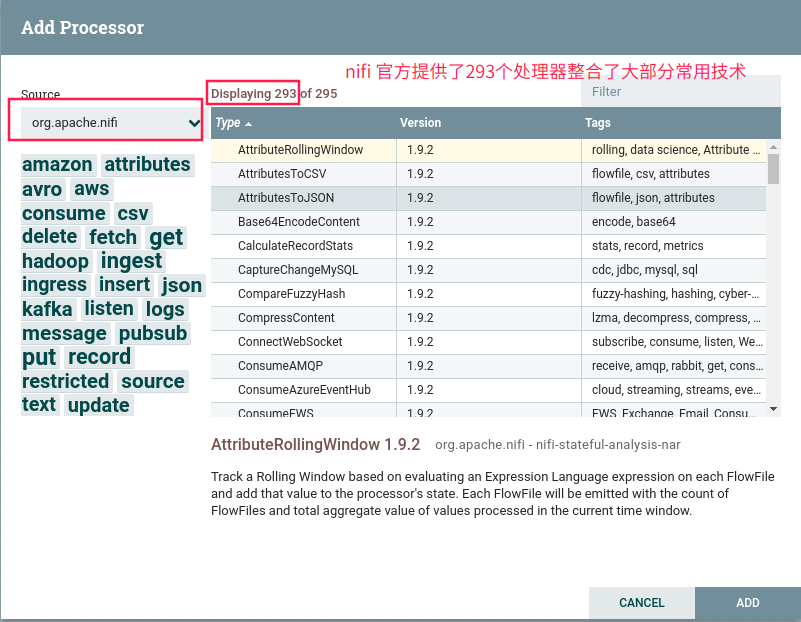 Add Processor
nifi 官方提供了293个处理器整合了大部分常用技术
Source
Displaying 293 of 295
Filter
org.apache.nifi
Type Version Tags
AttributeRollingWindow 1.9.2 rolling, data science, Attribute ...
AttributesToCSV 1.9.2 flowfile, csv, attributes
AttributesToJSON 1.9.2 flowfile, json, attributes
Base64EncodeContent 1.9.2 encode, base64
CalculateRecordStats 1.9.2 stats, record, metrics
CaptureChangeMySQL 1.9.2 cdc, jdbc, mysql, sql
CompareFuzzyHash 1.9.2 fuzzy-hashing, hashing, cyber-...
CompressContent 1.9.2 lzma, decompress, compress, ...
ConnectWebSocket 1.9.2 subscribe, consume, listen, We...
ConsumeAMQP 1.9.2 receive, amqp, rabbit, get, cons...
ConsumeAzureEventHub 1.9.2 cloud, streaming, streams, eve...
ConsumeEWS 1.9.2 EWS, Exchange, Email, Consu...
amazon attributes
avro aws
consume csv
delete fetch get
hadoop ingest
ingress insert json
kafka listen logs
message pubsub
put record
restricted source
text update
AttributeRollingWindow 1.9.2 org.apache.nifi - nifi-stateful-analysis-nar
Track a Rolling Window based on evaluating an Expression Language expression on each FlowFile
and add that value to the processor's state. Each FlowFile will be emitted with the count of
FlowFiles and total aggregate value of values processed in the current time window.
CANCEL ADD